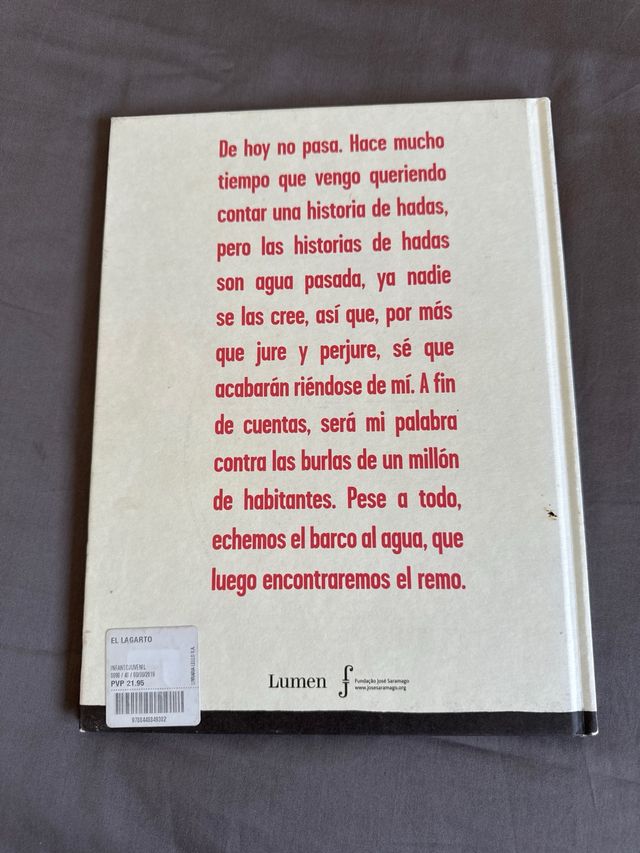 De hoy no pasa. Hace mucho
tiempo que vengo queriendo
contar una historia de hadas,
pero las historias de hadas
son agua pasada, ya nadie
se las cree, así que, por más
que jure y perjure, sé que
acabarán riéndose de mí. A fin
de cuentas, será mi palabra
contra las burlas de un millón
de habitantes. Pese a todo,
echemos el barco al agua, que
luego encontraremos el remo.
Lumen
Fundação José Saramago
www.josesaramago.org
EL LAGARTO
INFANTOJUVENIL
PVP 21.95
LIVRARIA LELLO S.A.